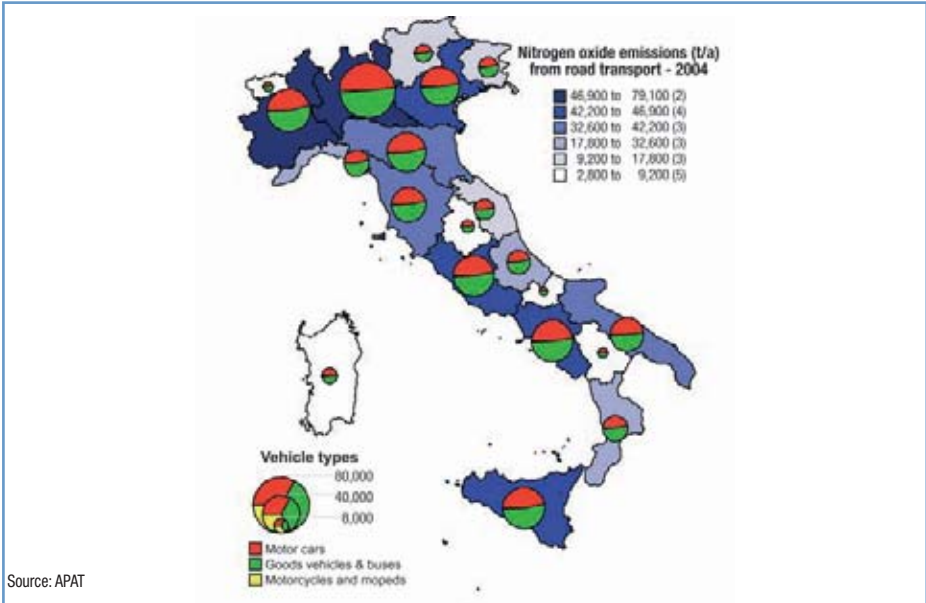 Nitrogen oxide emissions (t/a)
from road transport - 2004
46,900 to 79,100 (2)
42,200 to 46,900 (4)
32,600 to 42,200 (3)
17,800 to 32,600 (3)
9,200 to 17,800 (3)
2,800 to 9,200 (5)
Vehicle types
80,000
40,000
8,000
Motor cars
Goods vehicles & buses
Motorcycles and mopeds
Source: APAT